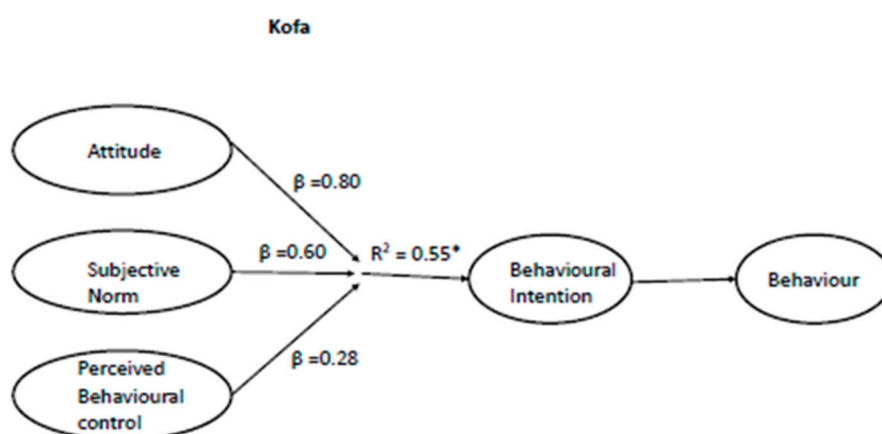 Kofa
Attitude
β =0.80
Subjective
Norm
β =0.60
R² = 0.55*
Behavioural
Intention
Behaviour
Perceived
Behavioural
control
β =0.28